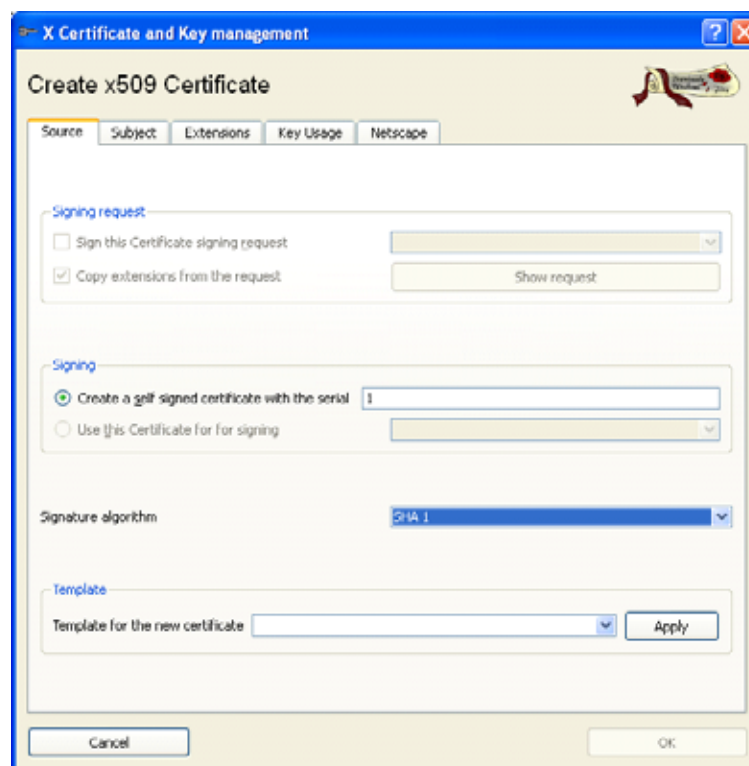 X Certificate and Key management
Create x509 Certificate
Source Subject Extensions Key Usage Netscape
Signing request
Sign this Certificate signing request
Copy extensions from the request Show request
Signing
Create a self signed certificate with the serial 1
Use this Certificate for for signing
Signature algorithm SHA 1
Template
Template for the new certificate Apply
Cancel OK